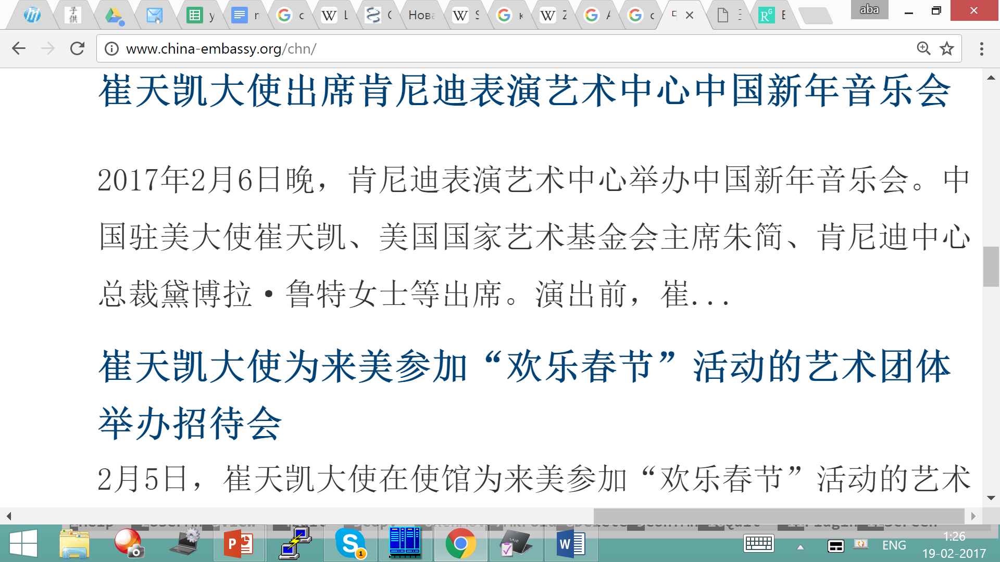 aba
www.china-embassy.org/chn/
崔天凯大使出席肯尼迪表演艺术中心中国新年音乐会
2017年2月6日晚，肯尼迪表演艺术中心举办中国新年音乐会。中
国驻美大使崔天凯、美国国家艺术基金会主席朱简、肯尼迪中心
总裁黛博拉·鲁特女士等出席。演出前，崔...
崔天凯大使为来美参加“欢乐春节”活动的艺术团体
举办招待会
2月5日，崔天凯大使在使馆为来美参加“欢乐春节”活动的艺术
ENG
1:26
19-02-2017